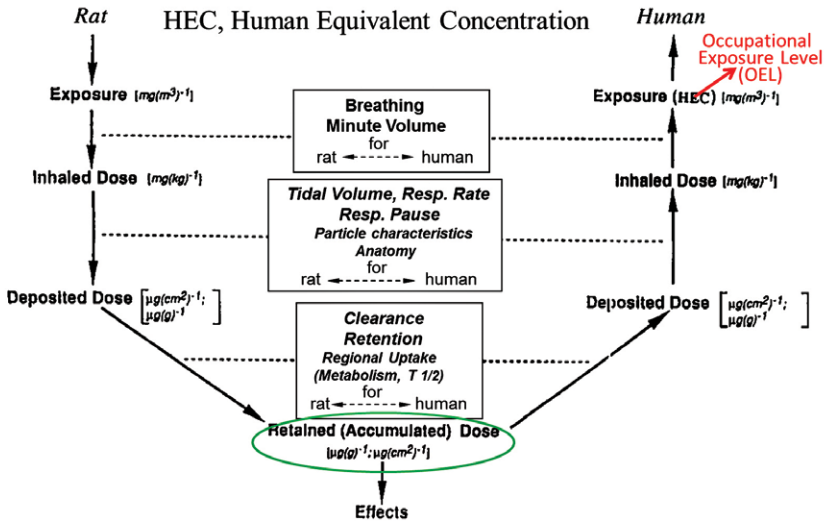 Rat
HEC, Human Equivalent Concentration
Human
Occupational
Exposure Level
(OEL)
Exposure [mg(m³)⁻¹]
Exposure (HEC) [mg(m³)⁻¹]
Breathing
Minute Volume
for
rat human
Inhaled Dose [mg(kg)⁻¹]
Inhaled Dose [mg(kg)⁻¹]
Tidal Volume, Resp. Rate
Resp. Pause
Particle characteristics
Anatomy
for
rat human
Deposited Dose [µg(cm²)⁻¹;
µg(g)⁻¹]
Deposited Dose [µg(cm²)⁻¹;
µg(g)⁻¹]
Clearance
Retention
Regional Uptake
(Metabolism, T 1/2)
for
rat human
Retained (Accumulated) Dose
[µg(g)⁻¹;µg(cm²)⁻¹]
Effects